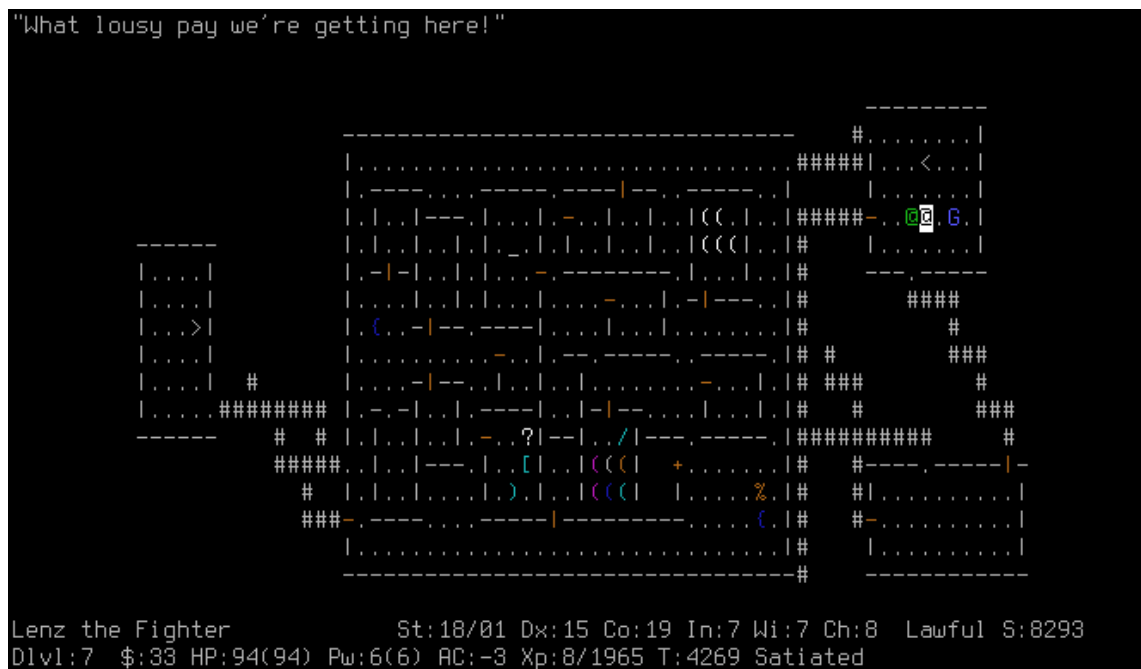 "What lousy pay we're getting here!"
Lenz the Fighter St:18/01 Dx:15 Co:19 In:7 Wi:7 Ch:8 Lawful S:8293
Dlvl:7 $:33 HP:94(94) Pw:6(6) AC:-3 Xp:8/1965 T:4269 Satiated